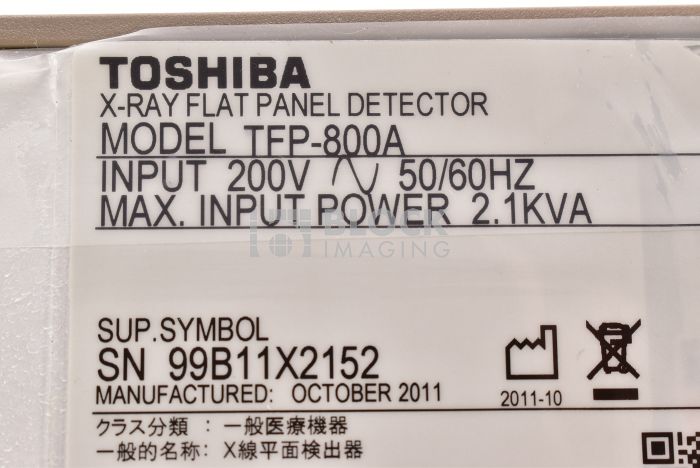 TOSHIBA
X-RAY FLAT PANEL DETECTOR
MODEL TFP-800A
INPUT 200V ∿ 50/60HZ
MAX. INPUT POWER 2.1KVA
BLOCK
IMAGING
SUP.SYMBOL
SN 99B11X2152
MANUFACTURED: OCTOBER 2011
2011-10
クラス分類 : 一般医療機器
一般的名称: X線平面検出器